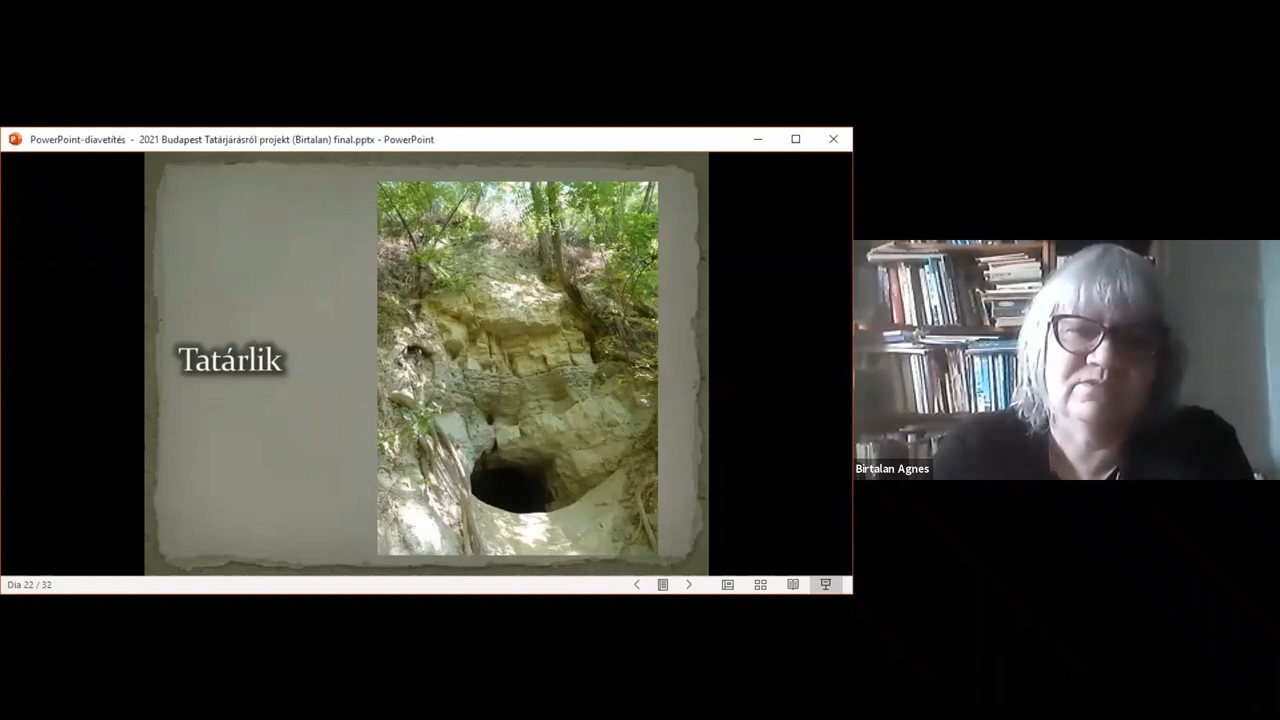 PowerPoint-diavetítés - 2021 Budapest Tatárjárásról projekt (Birtalan) final.pptx - PowerPoint
Tatárlik
Birtalan Agnes
Dia 22 / 32